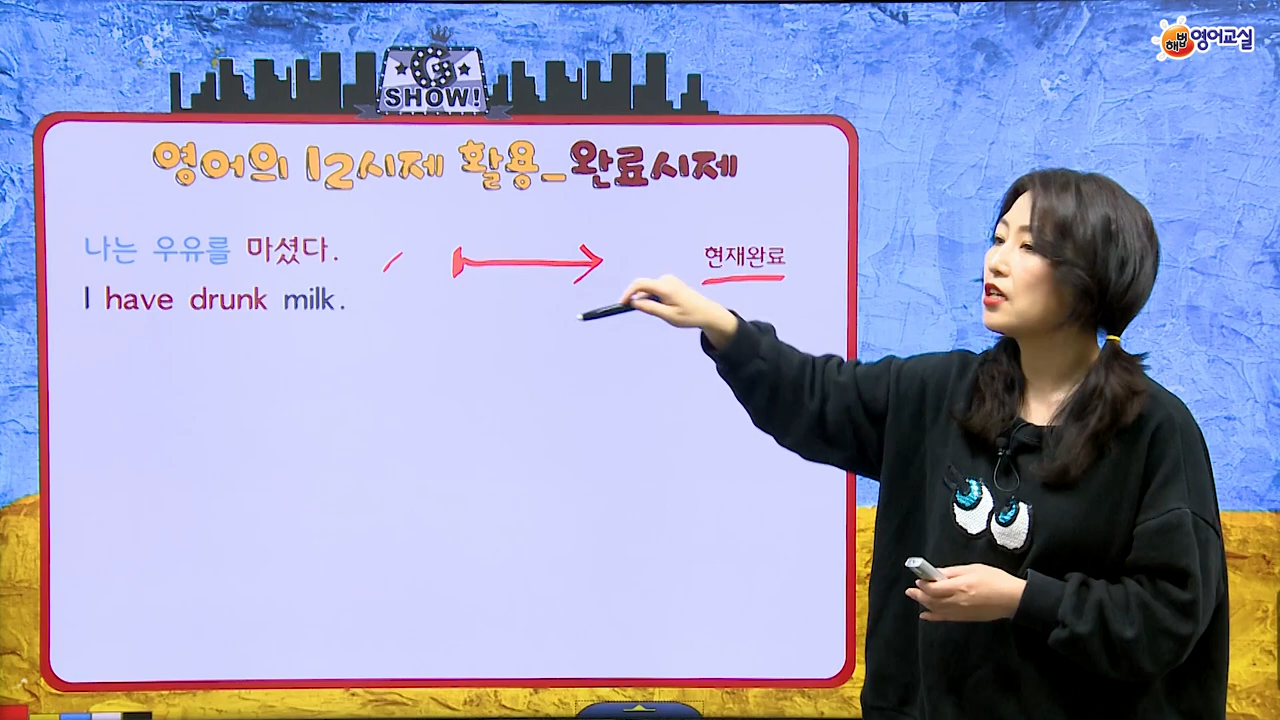 해법 영어교실
G
SHOW!
영어의 12시제 활용_완료시제
나는 우유를 마셨다.
현재완료
I have drunk milk.